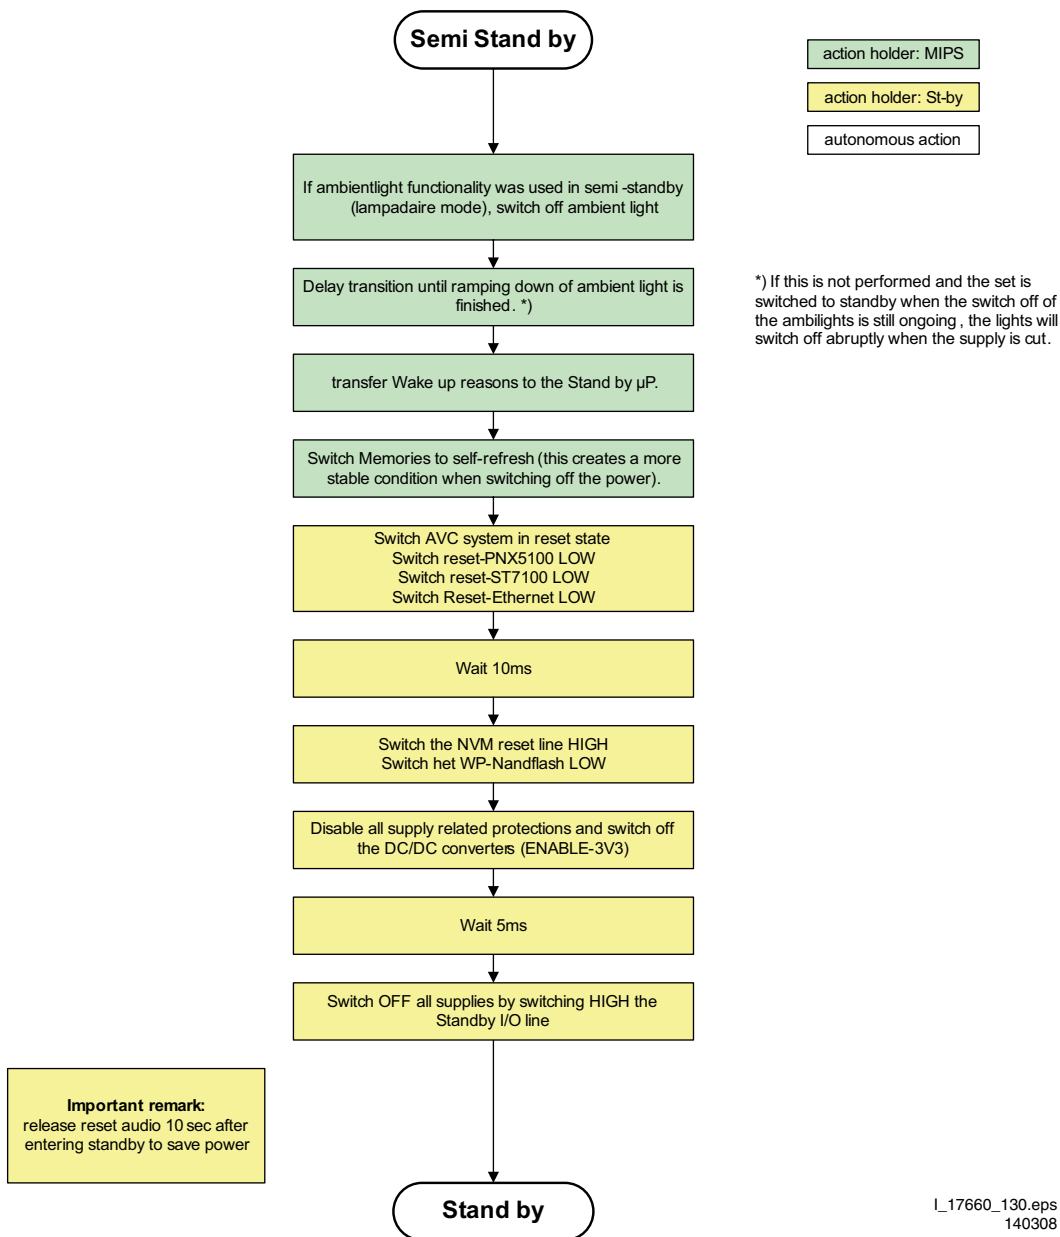 Semi Stand by
action holder: MIPS
action holder: St-by
autonomous action
If ambientlight functionality was used in semi -standby
(lampadaire mode), switch off ambient light
Delay transition until ramping down of ambient light is
finished. *)
*) If this is not performed and the set is
switched to standby when the switch off of
the ambilights is still ongoing , the lights will
switch off abruptly when the supply is cut.
transfer Wake up reasons to the Stand by µP.
Switch Memories to self-refresh (this creates a more
stable condition when switching off the power).
Switch AVC system in reset state
Switch reset-PNX5100 LOW
Switch reset-ST7100 LOW
Switch Reset-Ethernet LOW
Wait 10ms
Switch the NVM reset line HIGH
Switch het WP-Nandflash LOW
Disable all supply related protections and switch off
the DC/DC converters (ENABLE-3V3)
Wait 5ms
Switch OFF all supplies by switching HIGH the
Standby I/O line
Important remark:
release reset audio 10 sec after
entering standby to save power
Stand by
I_17660_130.eps
140308